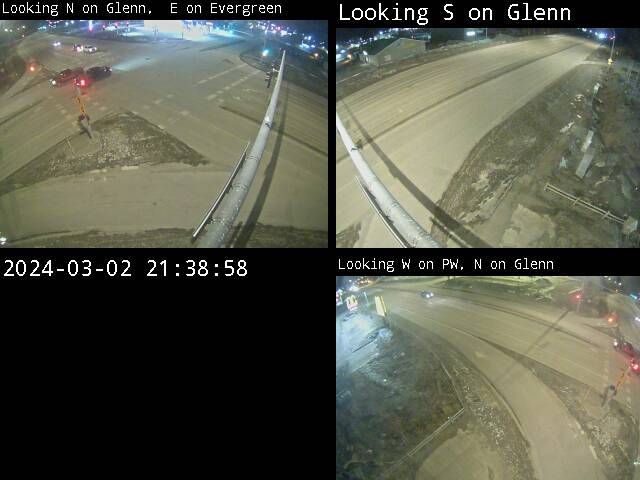 Looking N on Glenn, E on Evergreen
Looking S on Glenn
2024-03-02 21:38:58
Looking W on PW, N on Glenn